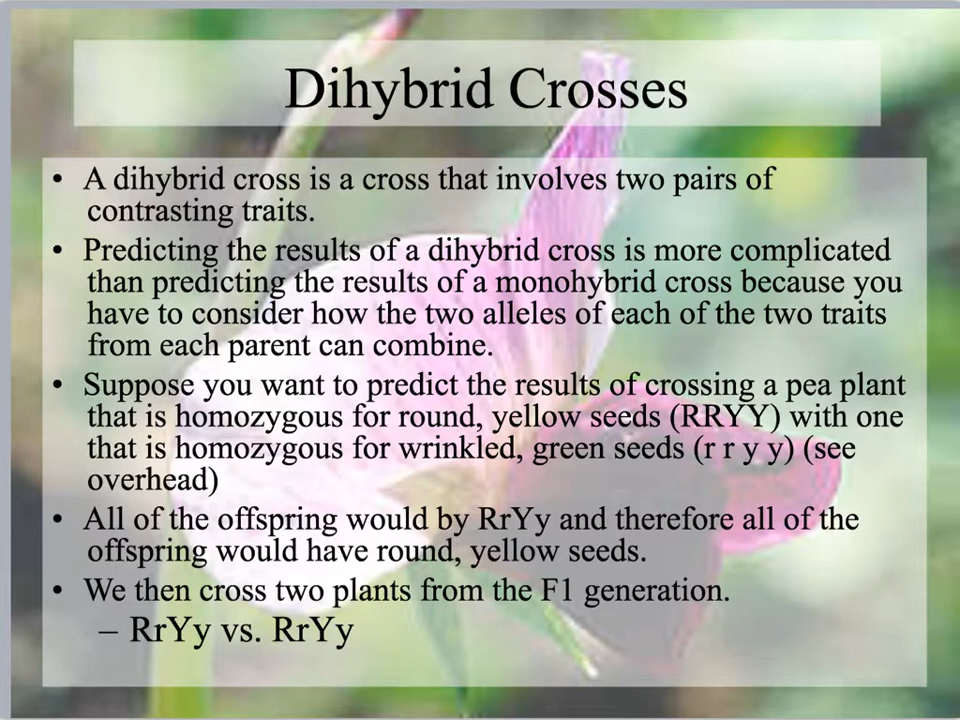 Dihybrid Crosses
• A dihybrid cross is a cross that involves two pairs of
contrasting traits.
• Predicting the results of a dihybrid cross is more complicated
than predicting the results of a monohybrid cross because you
have to consider how the two alleles of each of the two traits
from each parent can combine.
• Suppose you want to predict the results of crossing a pea plant
that is homozygous for round, yellow seeds (RRYY) with one
that is homozygous for wrinkled, green seeds (r r y y) (see
overhead)
• All of the offspring would by RrYy and therefore all of the
offspring would have round, yellow seeds.
• We then cross two plants from the F1 generation.
– RrYy vs. RrYy